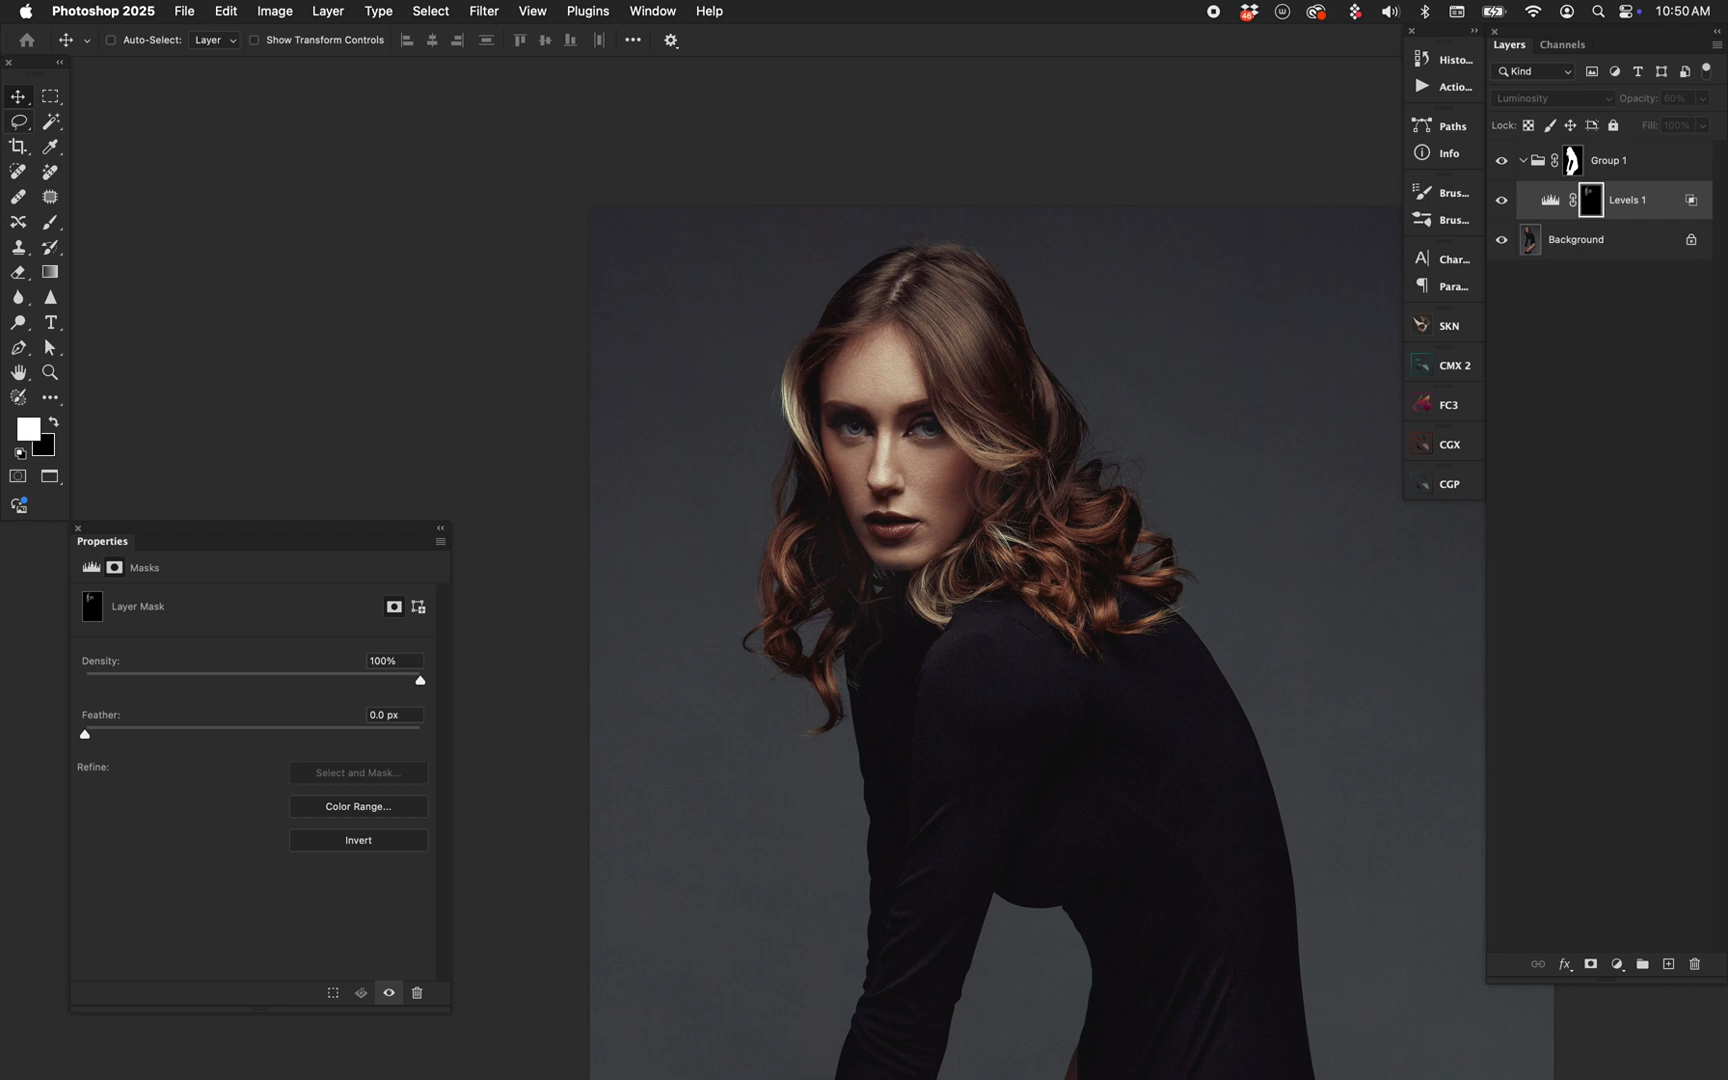 Photoshop 2025 File Edit Image Layer Type Select Filter View Plugins Window Help 46 10:50 AM
Auto-Select: Layer Show Transform Controls
Histo...
Actio...
Paths
Info
Brus...
Brus...
Char...
Para...
SKN
CMX 2
FC3
CGX
CGP
Layers Channels
Kind
Luminosity Opacity: 60%
Lock: Fill: 100%
Group 1
Levels 1
Background
fx
Properties
Masks
Layer Mask
Density: 100%
Feather: 0.0 px
Refine:
Select and Mask...
Color Range...
Invert